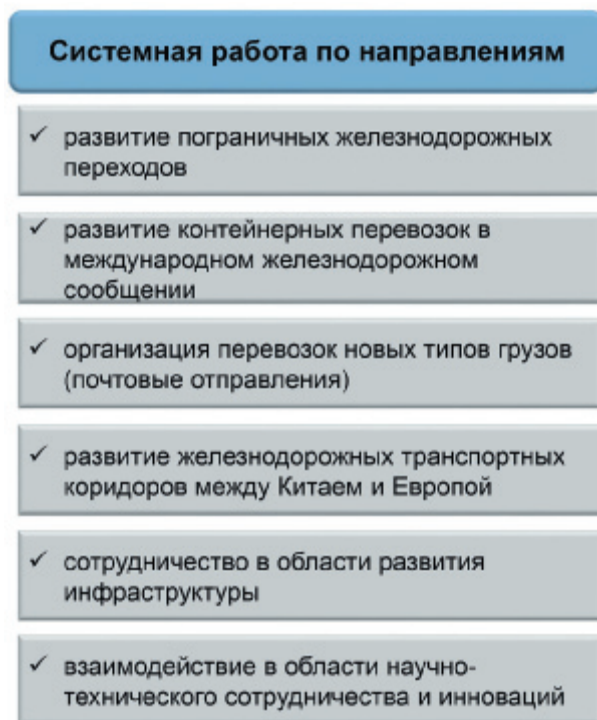 Системная работа по направлениям
✓ развитие пограничных железнодорожных
переходов
✓ развитие контейнерных перевозок в
международном железнодорожном
сообщении
✓ организация перевозок новых типов грузов
(почтовые отправления)
✓ развитие железнодорожных транспортных
коридоров между Китаем и Европой
✓ сотрудничество в области развития
инфраструктуры
✓ взаимодействие в области научно-
технического сотрудничества и инноваций